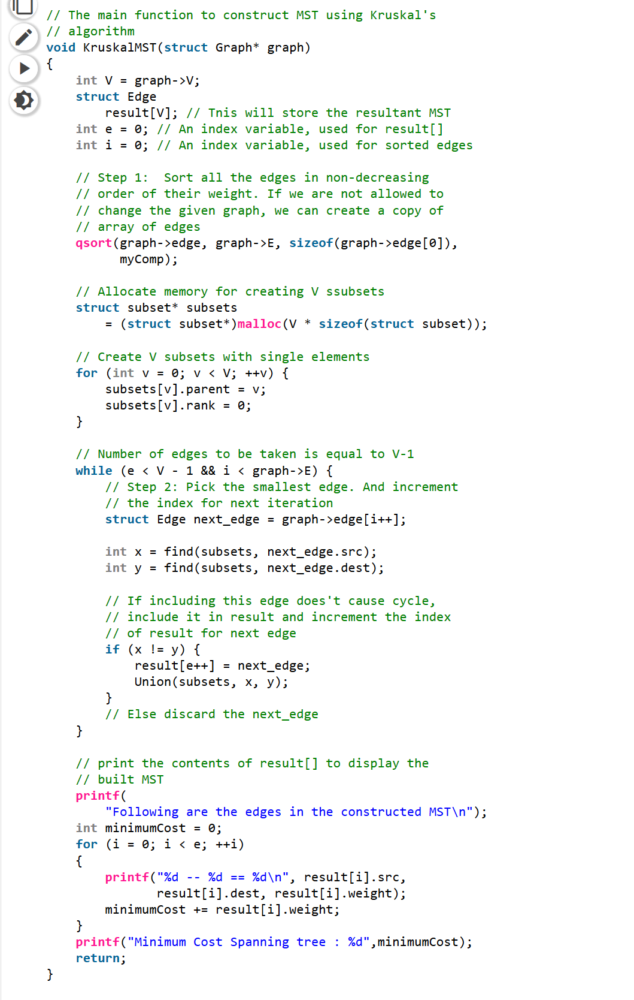 // The main function to construct MST using Kruskal's
// algorithm
void KruskalMST(struct Graph* graph)
{
    int V = graph->V;
    struct Edge
        result[V]; // Tnis will store the resultant MST
    int e = 0; // An index variable, used for result[]
    int i = 0; // An index variable, used for sorted edges

    // Step 1:  Sort all the edges in non-decreasing
    // order of their weight. If we are not allowed to
    // change the given graph, we can create a copy of
    // array of edges
    qsort(graph->edge, graph->E, sizeof(graph->edge[0]),
          myComp);

    // Allocate memory for creating V ssubsets
    struct subset* subsets
        = (struct subset*)malloc(V * sizeof(struct subset));

    // Create V subsets with single elements
    for (int v = 0; v < V; ++v) {
        subsets[v].parent = v;
        subsets[v].rank = 0;
    }

    // Number of edges to be taken is equal to V-1
    while (e < V - 1 && i < graph->E) {
        // Step 2: Pick the smallest edge. And increment
        // the index for next iteration
        struct Edge next_edge = graph->edge[i++];

        int x = find(subsets, next_edge.src);
        int y = find(subsets, next_edge.dest);

        // If including this edge does't cause cycle,
        // include it in result and increment the index
        // of result for next edge
        if (x != y) {
            result[e++] = next_edge;
            Union(subsets, x, y);
        }
        // Else discard the next_edge
    }

    // print the contents of result[] to display the
    // built MST
    printf(
        "Following are the edges in the constructed MST\n");
    int minimumCost = 0;
    for (i = 0; i < e; ++i)
    {
        printf("%d -- %d == %d\n", result[i].src,
               result[i].dest, result[i].weight);
        minimumCost += result[i].weight;
    }
    printf("Minimum Cost Spanning tree : %d",minimumCost);
    return;
}